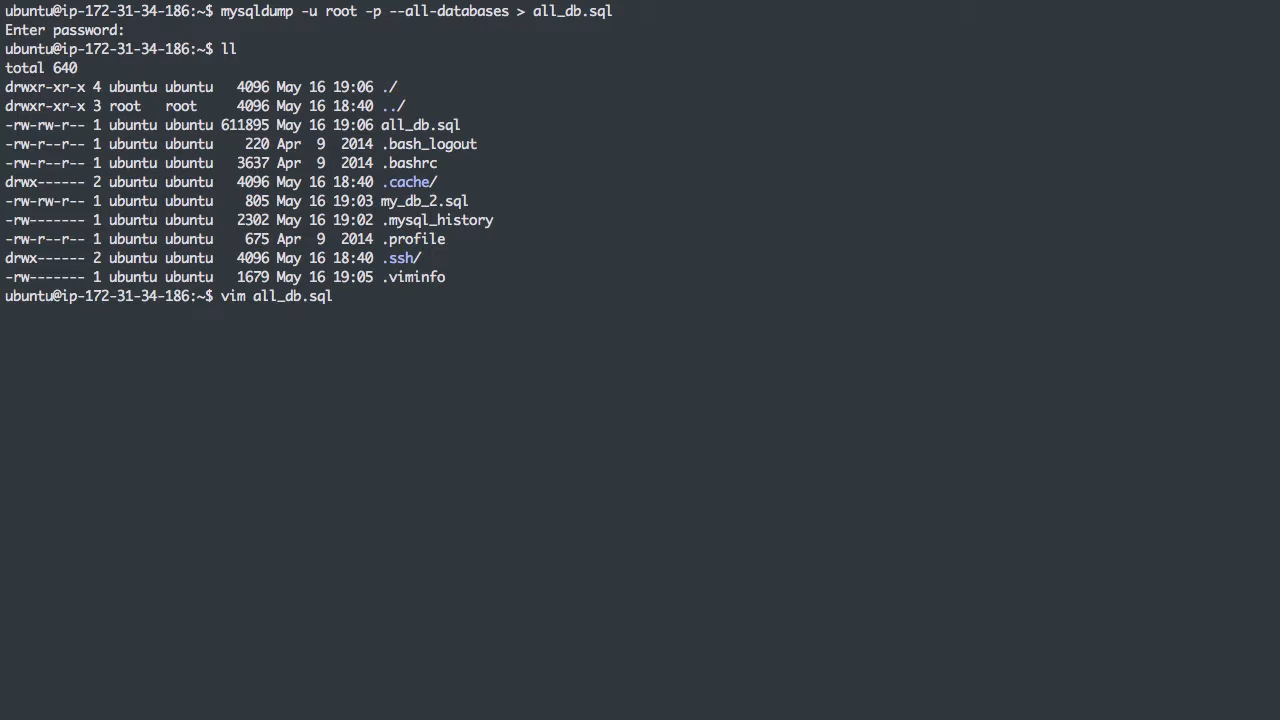 ubuntu@ip-172-31-34-186:~$ mysqldump -u root -p --all-databases > all_db.sql
Enter password:
ubuntu@ip-172-31-34-186:~$ ll
total 640
drwxr-xr-x 4 ubuntu ubuntu   4096 May 16 19:06 ./
drwxr-xr-x 3 root   root     4096 May 16 18:40 ../
-rw-rw-r-- 1 ubuntu ubuntu 611895 May 16 19:06 all_db.sql
-rw-r--r-- 1 ubuntu ubuntu    220 Apr  9  2014 .bash_logout
-rw-r--r-- 1 ubuntu ubuntu   3637 Apr  9  2014 .bashrc
drwx------ 2 ubuntu ubuntu   4096 May 16 18:40 .cache/
-rw-rw-r-- 1 ubuntu ubuntu    805 May 16 19:03 my_db_2.sql
-rw------- 1 ubuntu ubuntu   2302 May 16 19:02 .mysql_history
-rw-r--r-- 1 ubuntu ubuntu    675 Apr  9  2014 .profile
drwx------ 2 ubuntu ubuntu   4096 May 16 18:40 .ssh/
-rw------- 1 ubuntu ubuntu   1679 May 16 19:05 .viminfo
ubuntu@ip-172-31-34-186:~$ vim all_db.sql